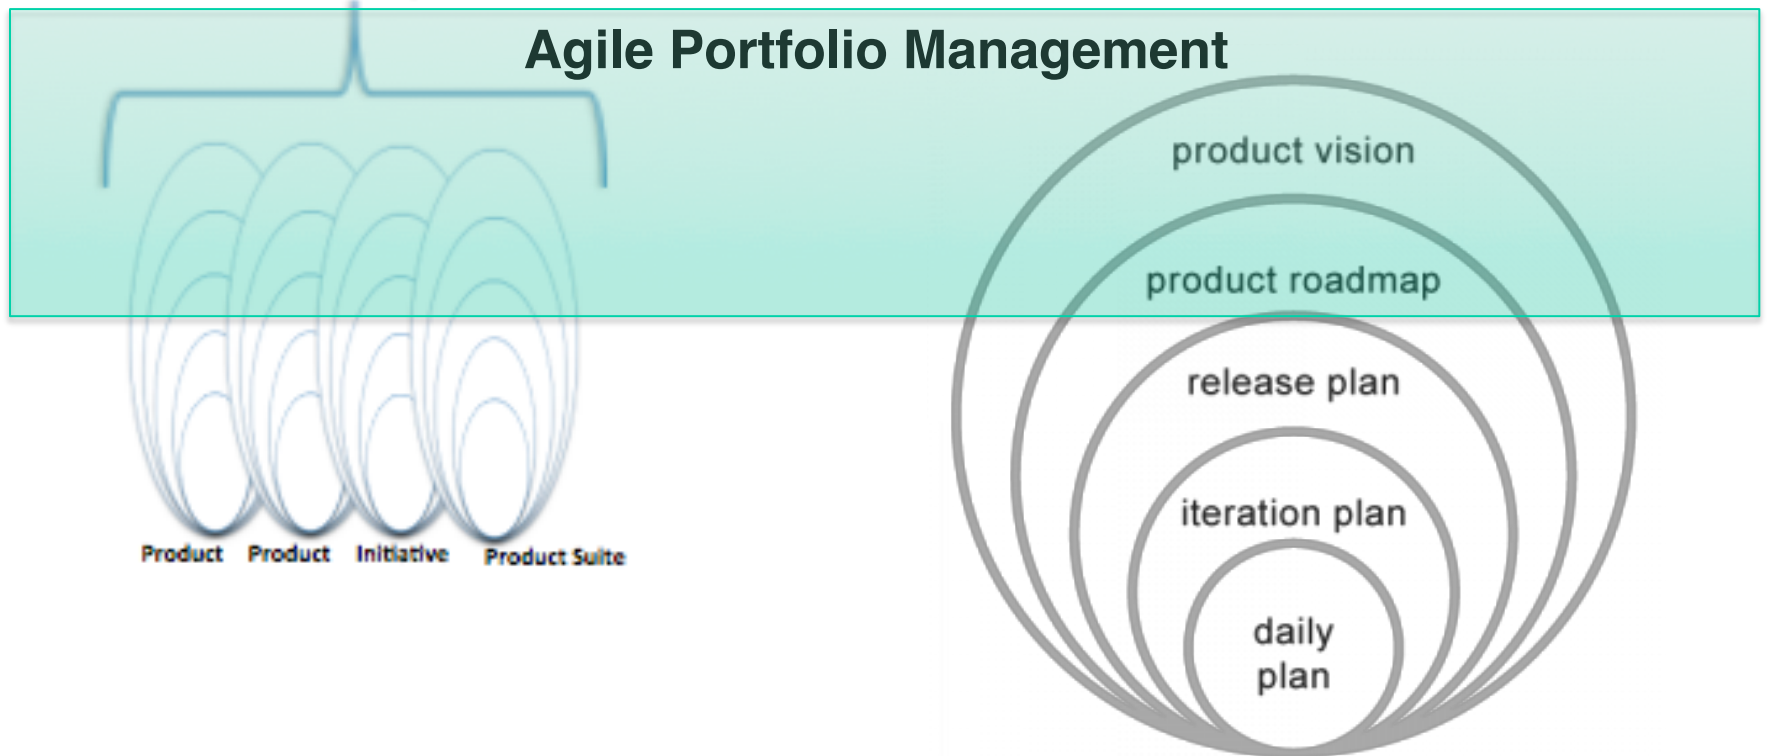 Agile Portfolio Management
product vision
product roadmap
release plan
iteration plan
daily
plan
Product Product Initiative Product Suite